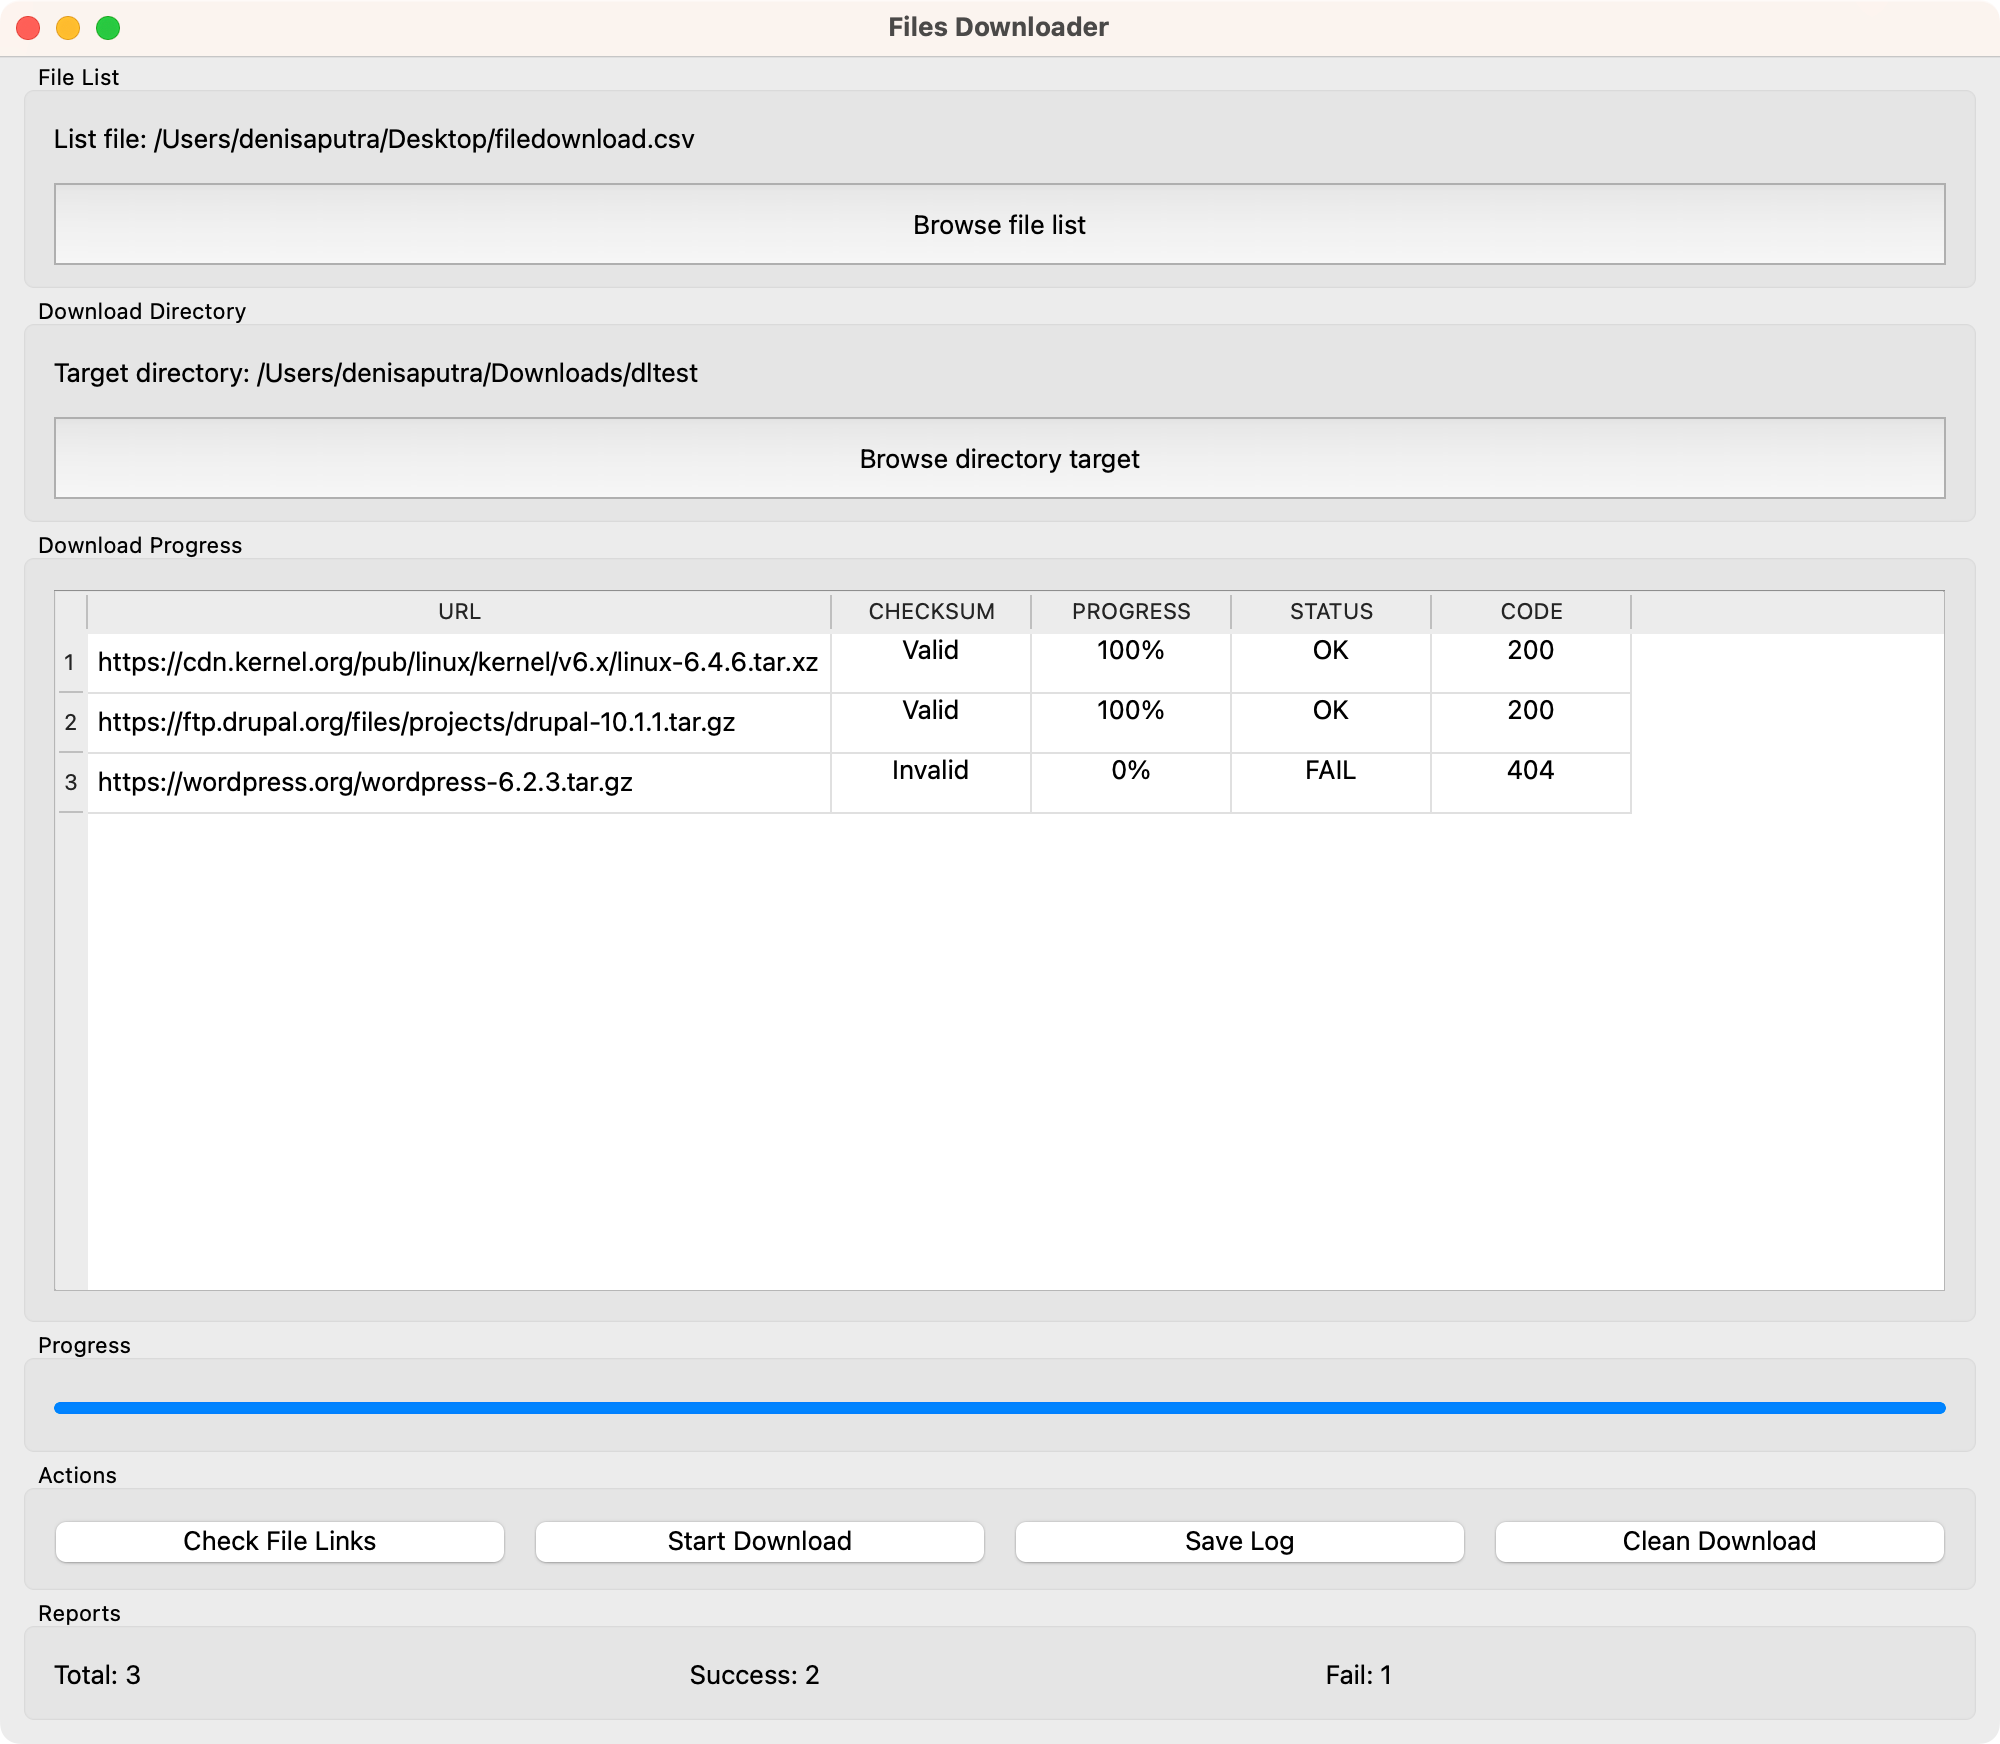 Files Downloader
File List
List file: /Users/denisaputra/Desktop/filedownload.csv
Browse file list
Download Directory
Target directory: /Users/denisaputra/Downloads/dltest
Browse directory target
Download Progress
URL CHECKSUM PROGRESS STATUS CODE
1 https://cdn.kernel.org/pub/linux/kernel/v6.x/linux-6.4.6.tar.xz Valid 100% OK 200
2 https://ftp.drupal.org/files/projects/drupal-10.1.1.tar.gz Valid 100% OK 200
3 https://wordpress.org/wordpress-6.2.3.tar.gz Invalid 0% FAIL 404
Progress
Actions
Check File Links Start Download Save Log Clean Download
Reports
Total: 3 Success: 2 Fail: 1